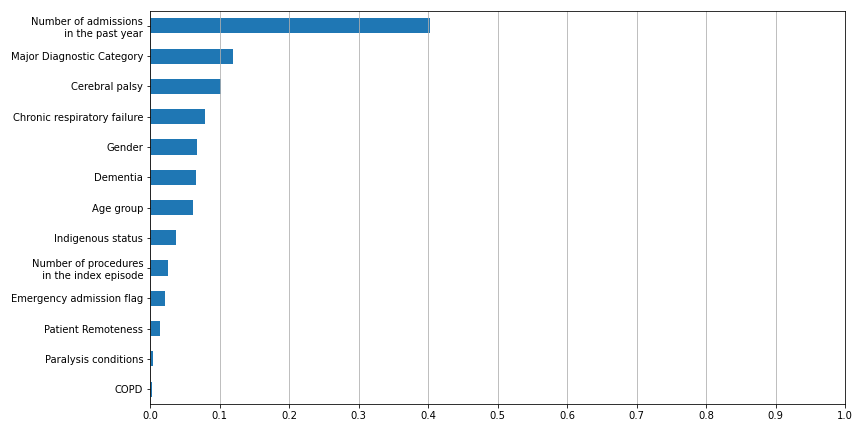 Number of admissions
in the past year
Major Diagnostic Category
Cerebral palsy
Chronic respiratory failure
Gender
Dementia
Age group
Indigenous status
Number of procedures
in the index episode
Emergency admission flag
Patient Remoteness
Paralysis conditions
COPD
0.0 0.1 0.2 0.3 0.4 0.5 0.6 0.7 0.8 0.9 1.0